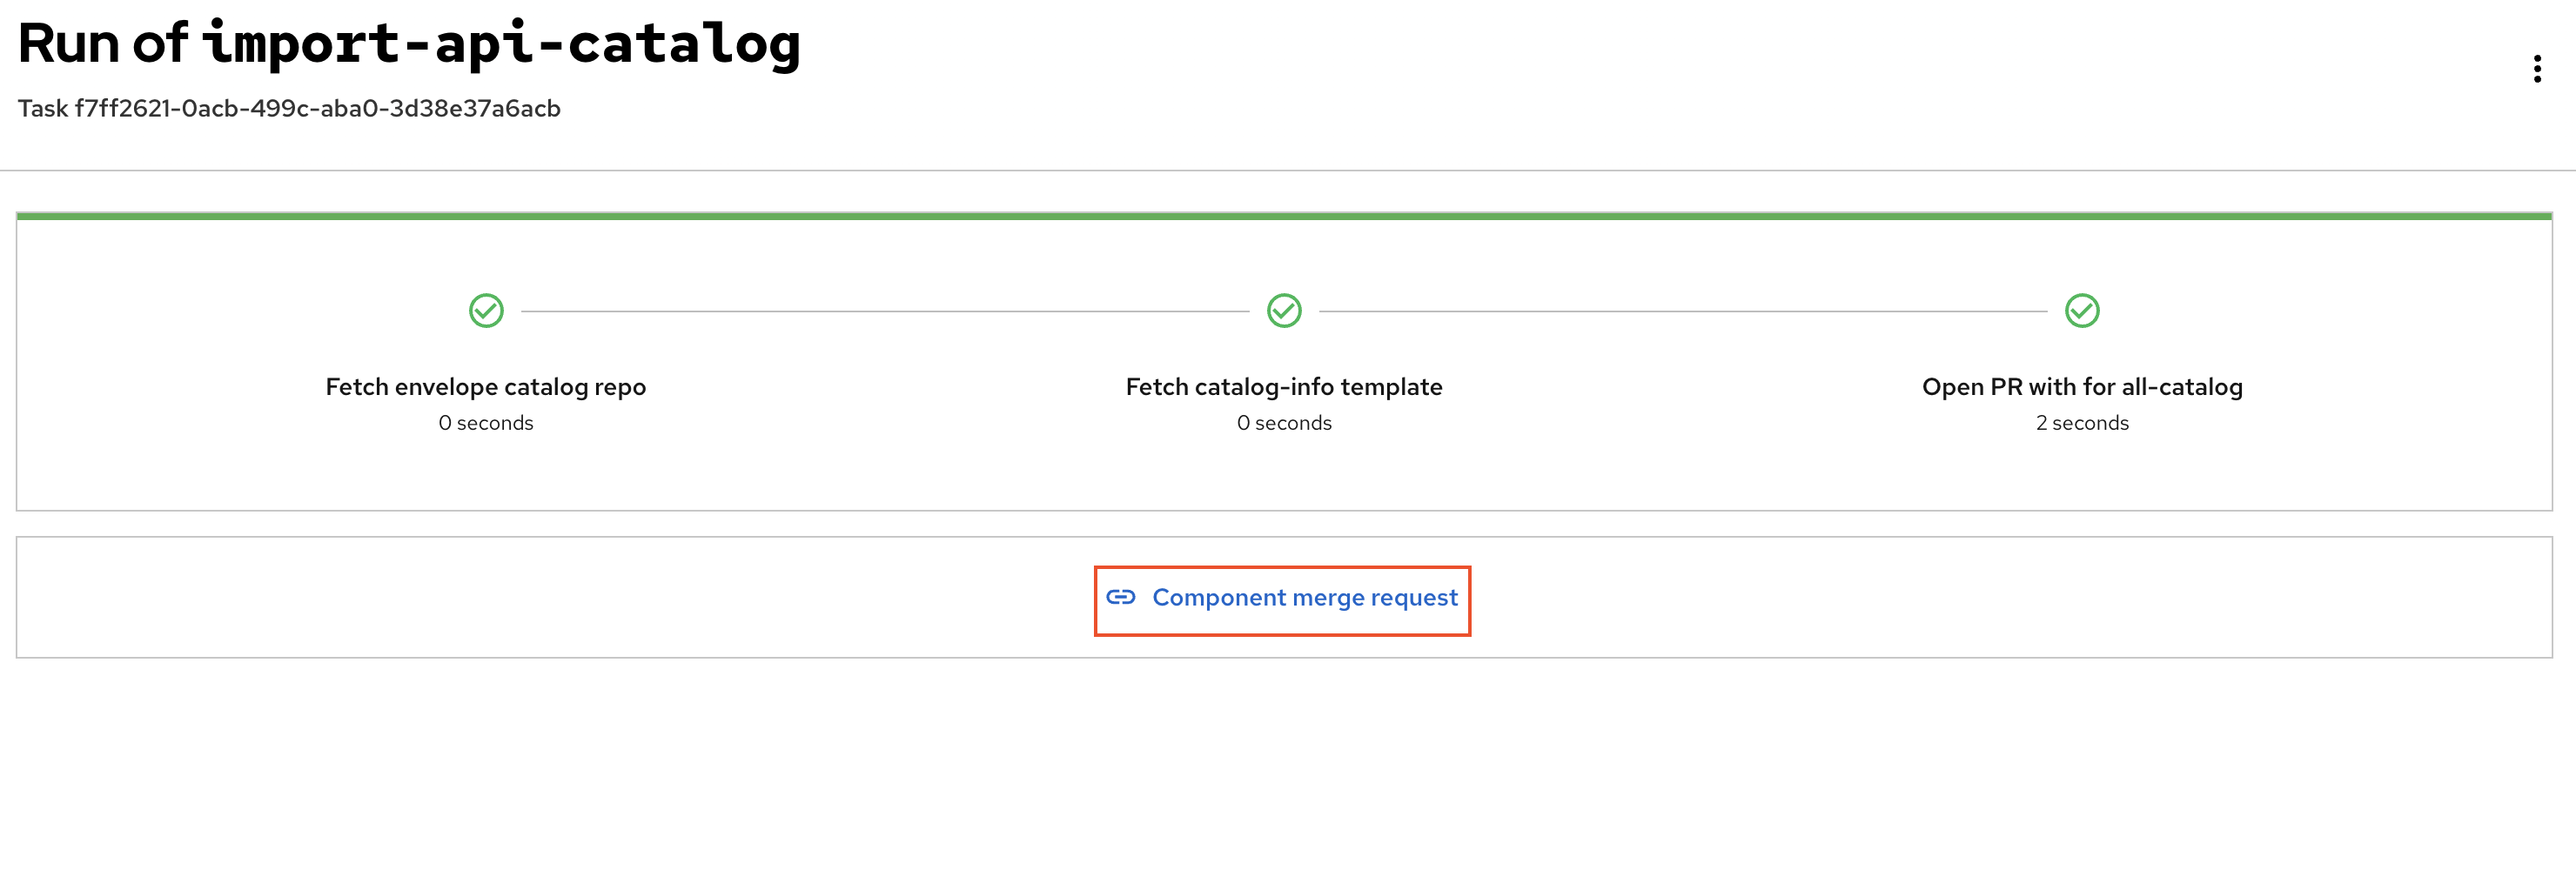 Run of import-api-catalog
Task f7ff2621-0acb-499c-aba0-3d38e37a6acb
Fetch envelope catalog repo
0 seconds
Fetch catalog-info template
0 seconds
Open PR with for all-catalog
2 seconds
Component merge request